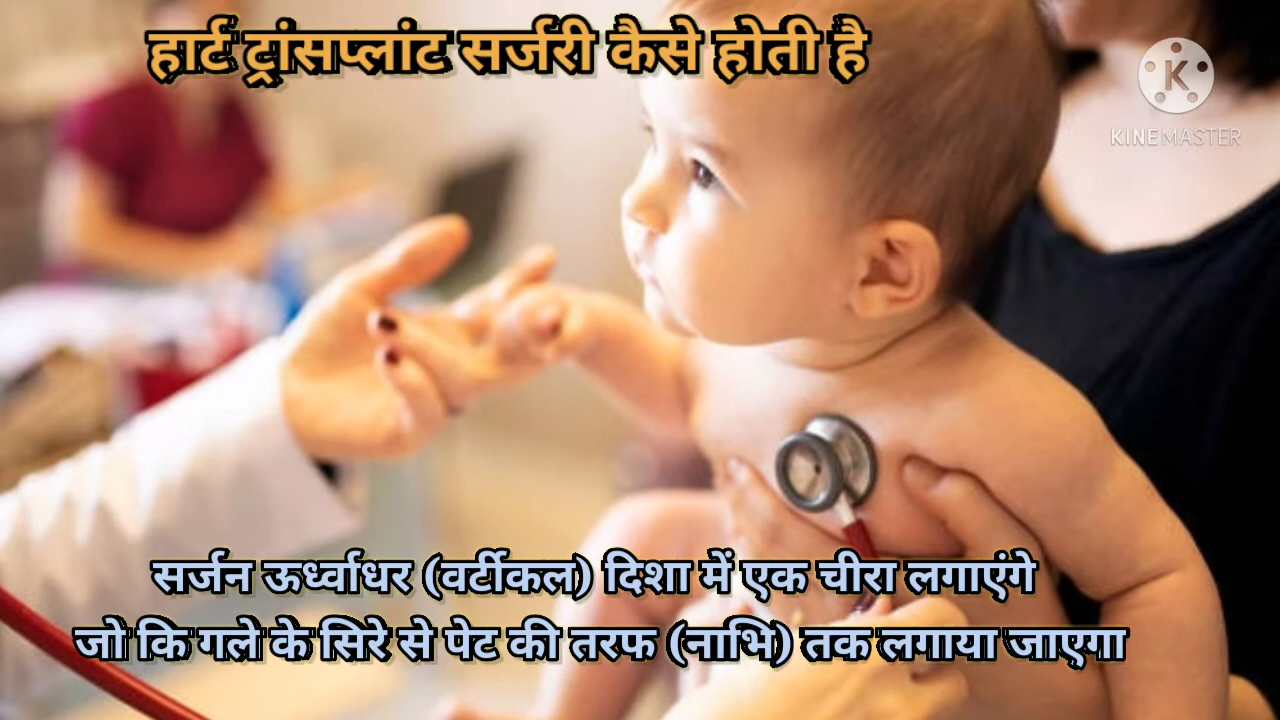 हार्ट ट्रांसप्लांट सर्जरी कैसे होती है
K
KINEMASTER
सर्जन ऊर्ध्वाधर (वर्टीकल) दिशा में एक चीरा लगाएंगे
जो कि गले के सिरे से पेट की तरफ (नाभि) तक लगाया जाएगा